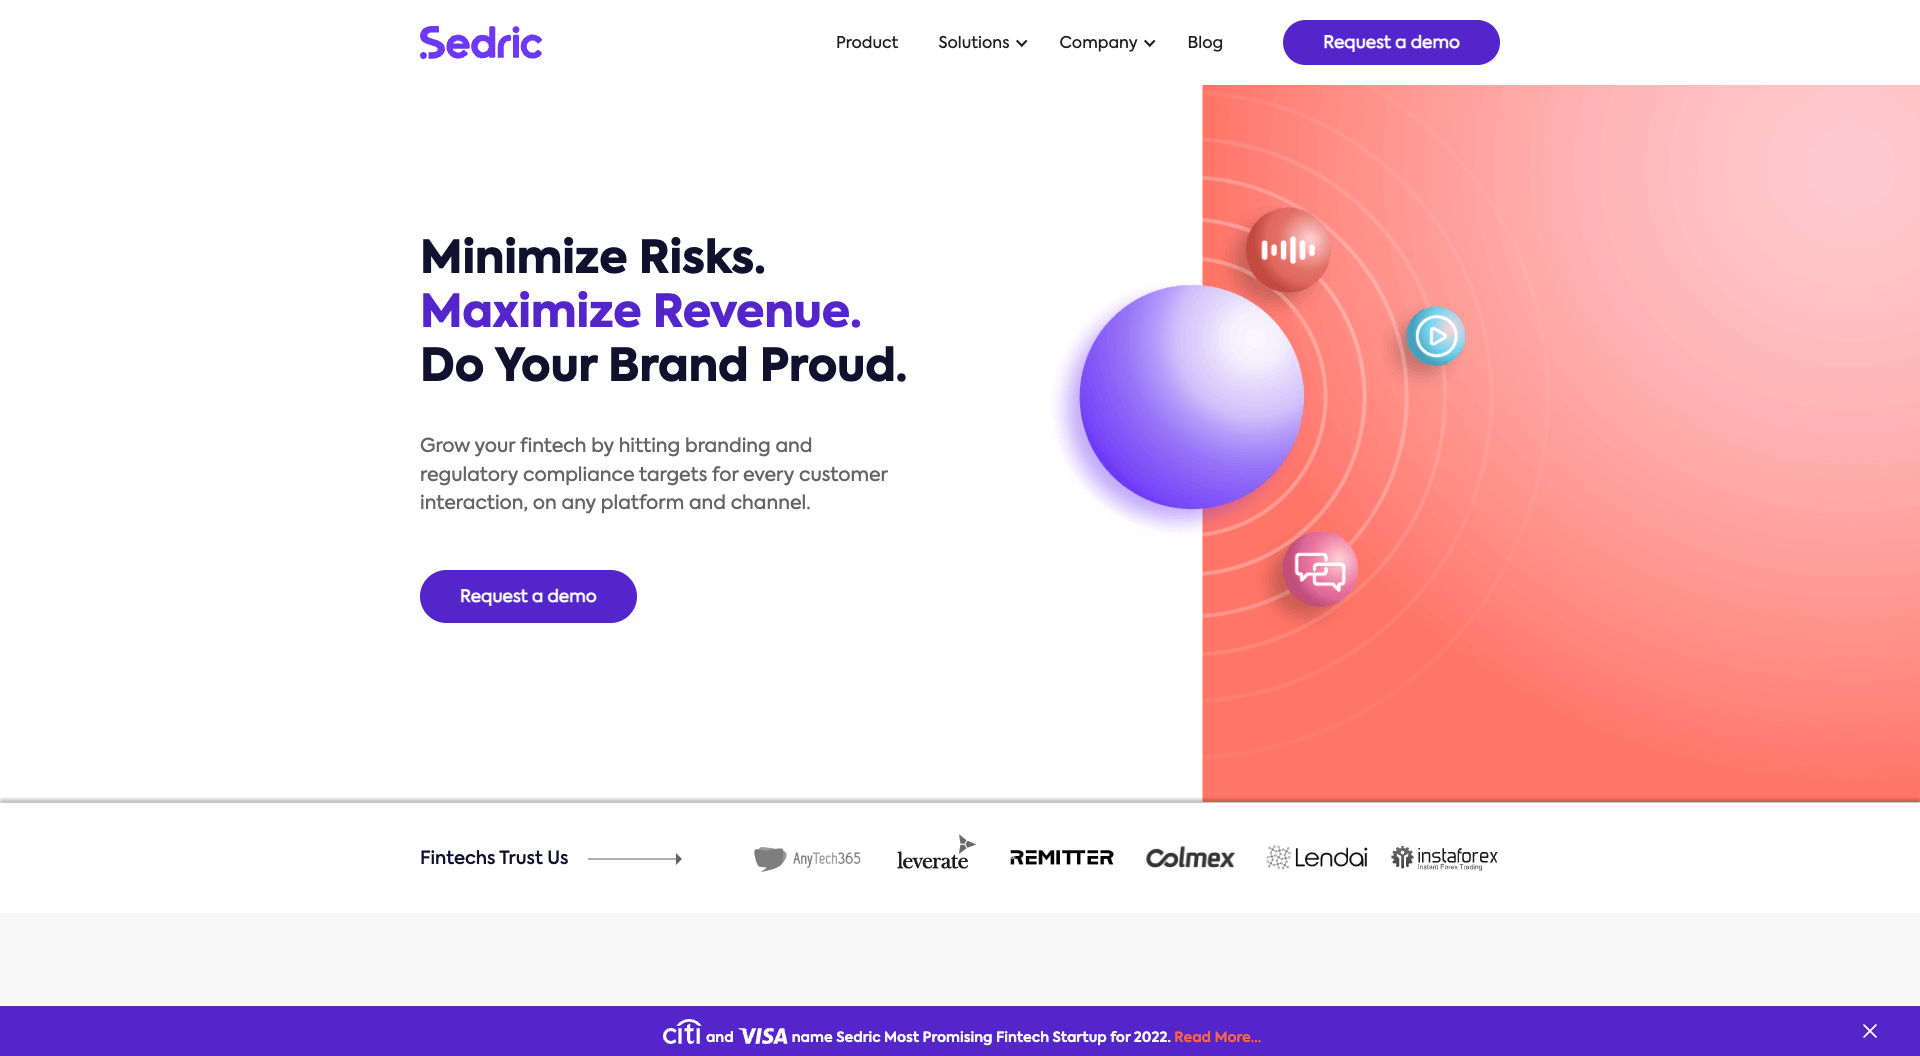 Sedric
Product
Solutions
Company
Blog
Request a demo
Minimize Risks.
Maximize Revenue.
Do Your Brand Proud.
Grow your fintech by hitting branding and
regulatory compliance targets for every customer
interaction, on any platform and channel.
Request a demo
Fintechs Trust Us
AnyTech365
leverate
REMITTER
Colmex
Lendai
instaforex
Instant Forex Trading
citi and VISA name Sedric Most Promising Fintech Startup for 2022. Read More...